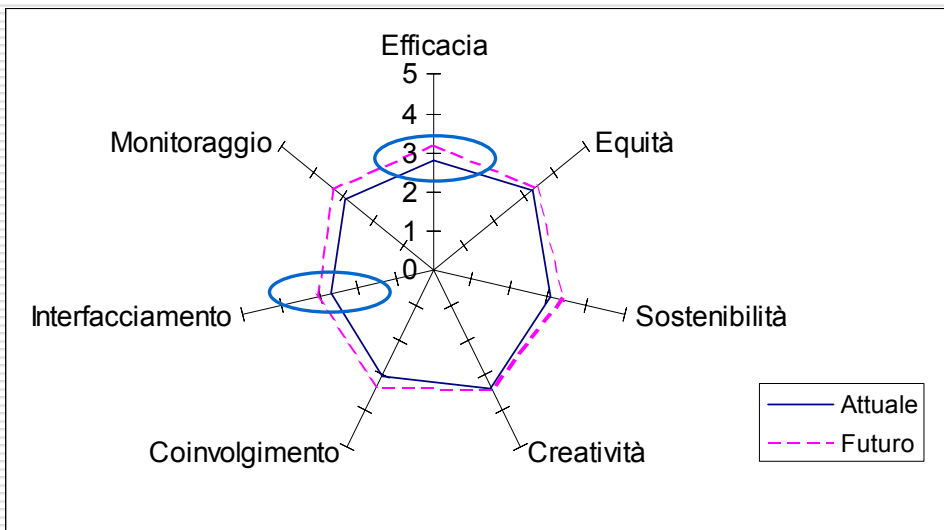 Efficacia
5
4
3
2
1
0
Monitoraggio
Equità
Interfacciamento
Sostenibilità
Coinvolgimento
Creatività
Attuale
Futuro